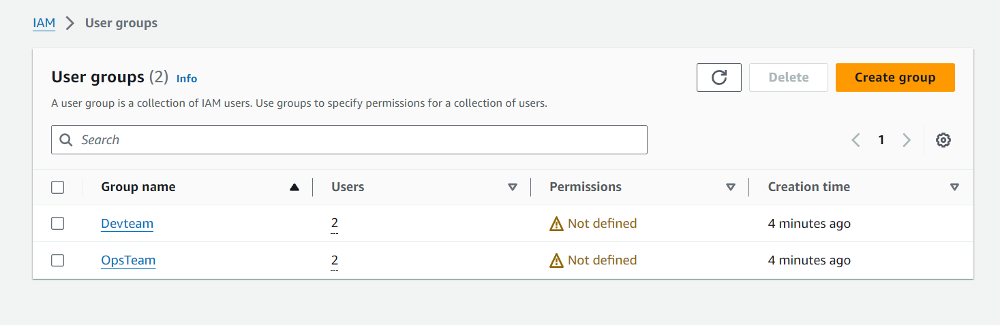 IAM > User groups
User groups (2) Info
Delete
Create group
A user group is a collection of IAM users. Use groups to specify permissions for a collection of users.
Search
1
Group name Users Permissions Creation time
Devteam 2 Not defined 4 minutes ago
OpsTeam 2 Not defined 4 minutes ago